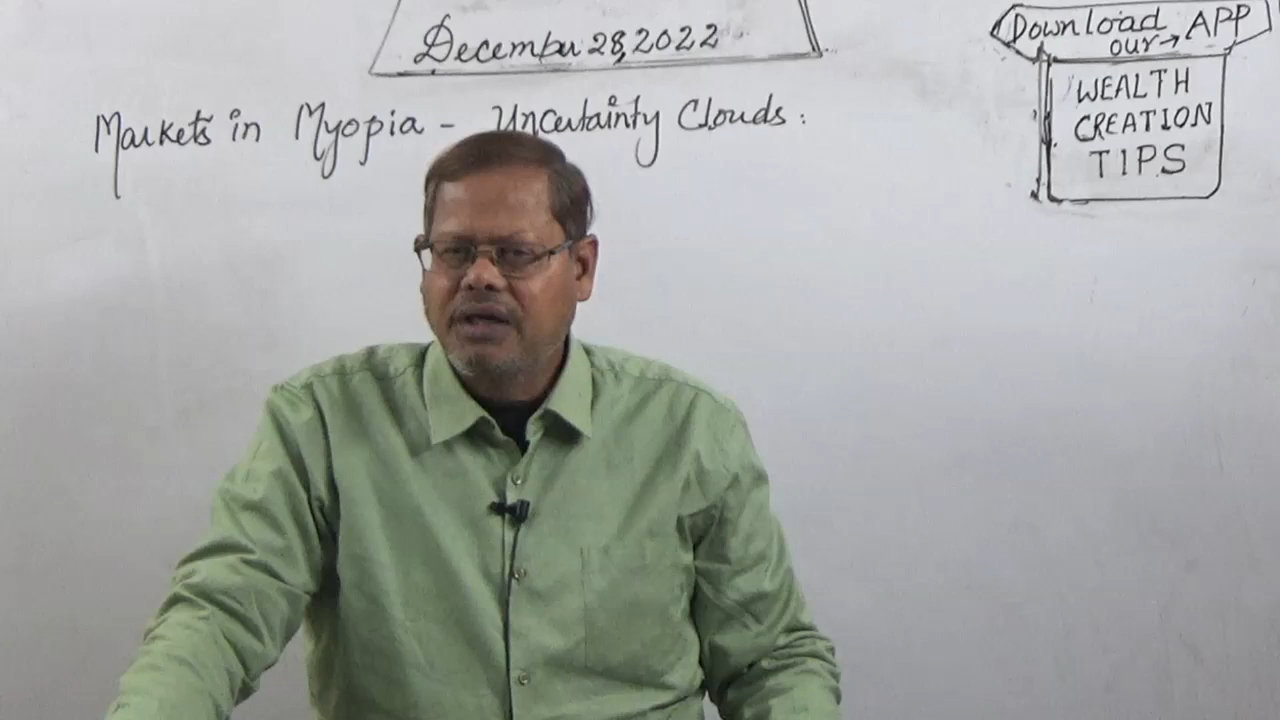 December 28, 2022
Download
our → APP
WEALTH
CREATION
TIPS
Markets in Myopia - Uncertainty Clouds :